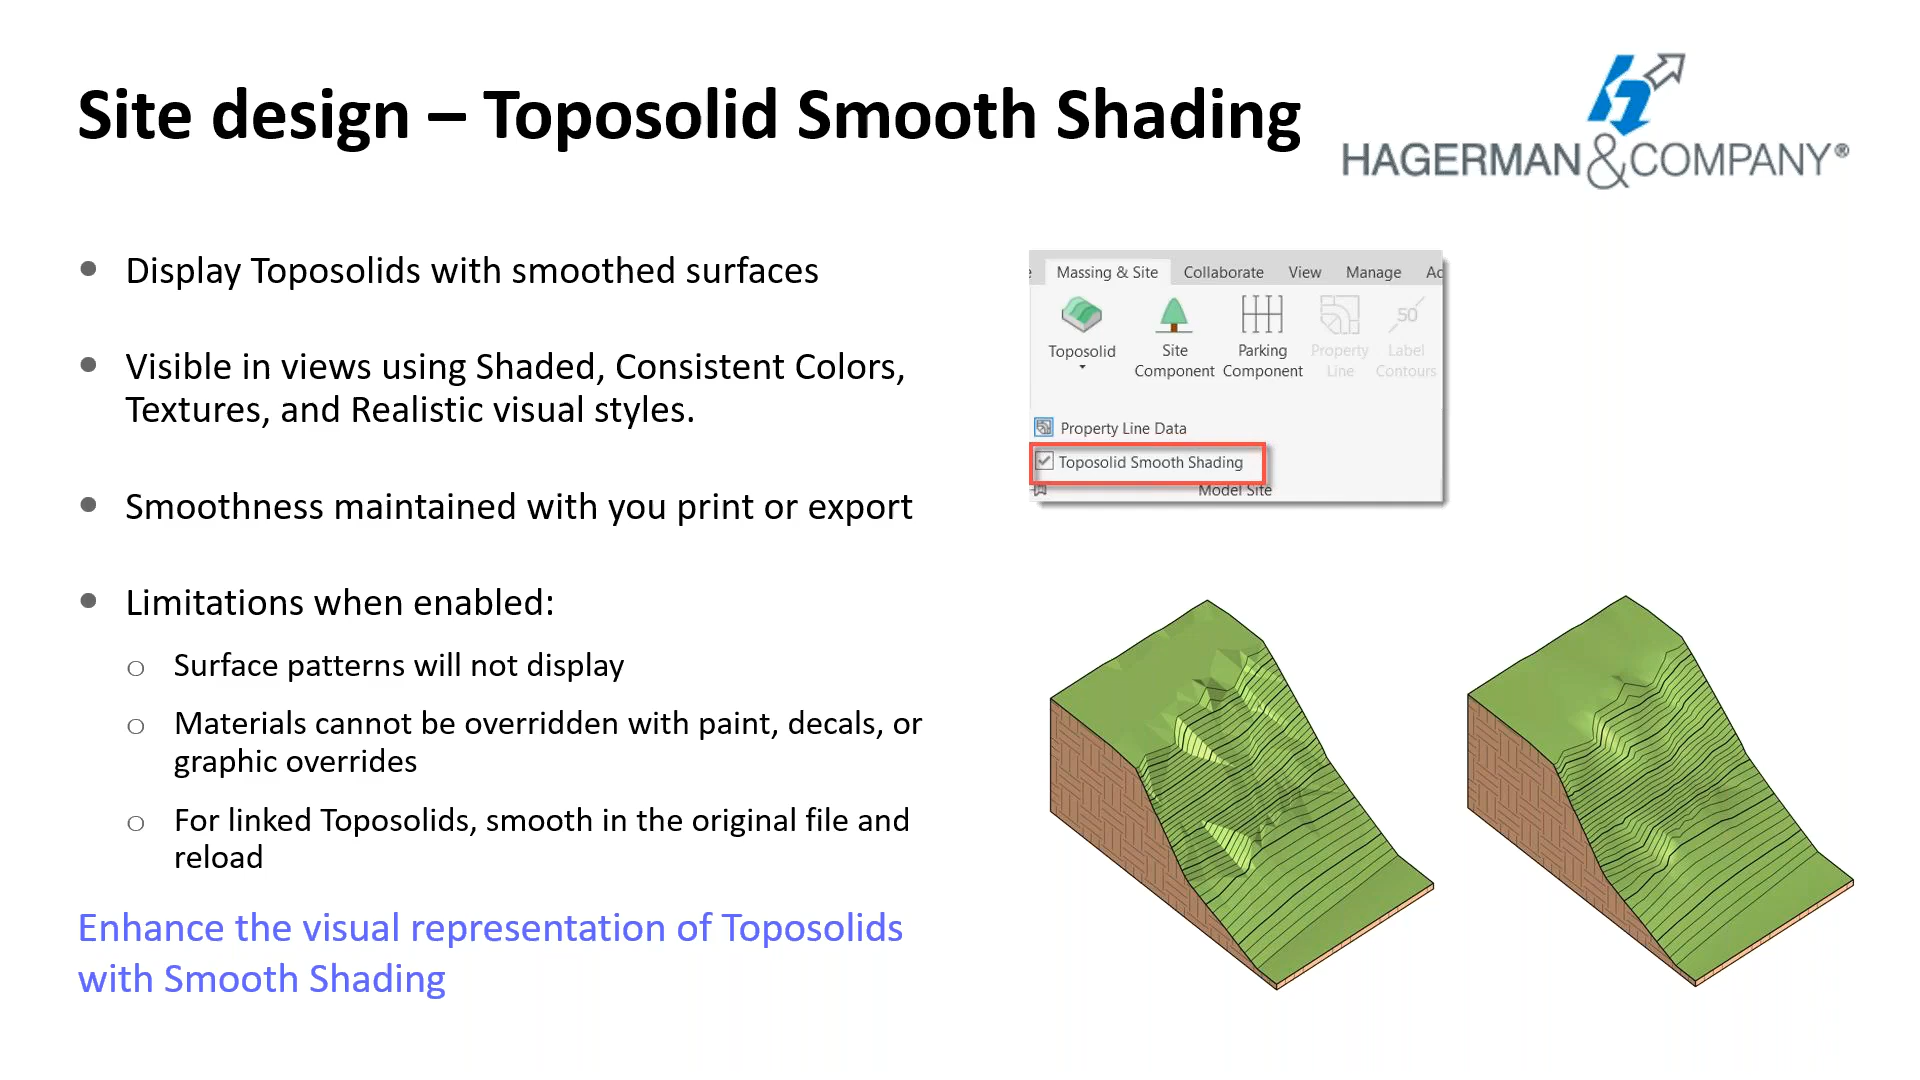 Site design – Toposolid Smooth Shading
HAGERMAN&COMPANY®
• Display Toposolids with smoothed surfaces
• Visible in views using Shaded, Consistent Colors,
Textures, and Realistic visual styles.
• Smoothness maintained with you print or export
• Limitations when enabled:
o Surface patterns will not display
o Materials cannot be overridden with paint, decals, or
graphic overrides
o For linked Toposolids, smooth in the original file and
reload
Enhance the visual representation of Toposolids
with Smooth Shading
Massing & Site Collaborate View Manage
Toposolid
Site
Component
Parking
Component
Property
Line
50
Label
Contours
Property Line Data
Toposolid Smooth Shading
Model Site